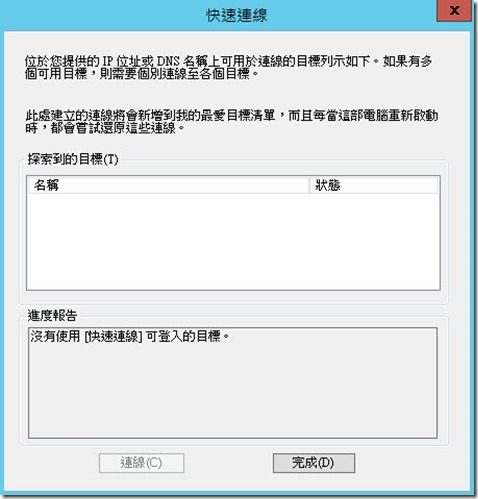 快速連線
x
位於您提供的 IP 位址或 DNS 名稱上可用於連線的目標列示如下。如果有多
個可用目標，則需要個別連線至各個目標。
此處建立的連線將會新增到我的最愛目標清單，而且每當這部電腦重新啟動
時，都會嘗試還原這些連線。
探索到的目標(T)
名稱 狀態
進度報告
沒有使用 [快速連線] 可登入的目標。
連線(C) 完成(D)